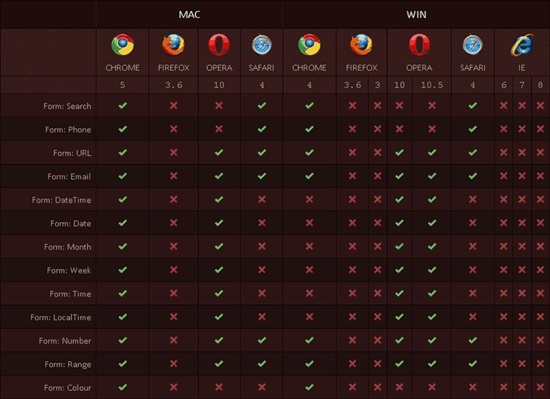 MAC WIN
CHROME FIREFOX OPERA SAFARI CHROME FIREFOX OPERA SAFARI IE
5 3.6 10 4 4 3.6 3 10 10.5 4 6 7 8
Form: Search
Form: Phone
Form: URL
Form: Email
Form: DateTime
Form: Date
Form: Month
Form: Week
Form: Time
Form: LocalTime
Form: Number
Form: Range
Form: Colour